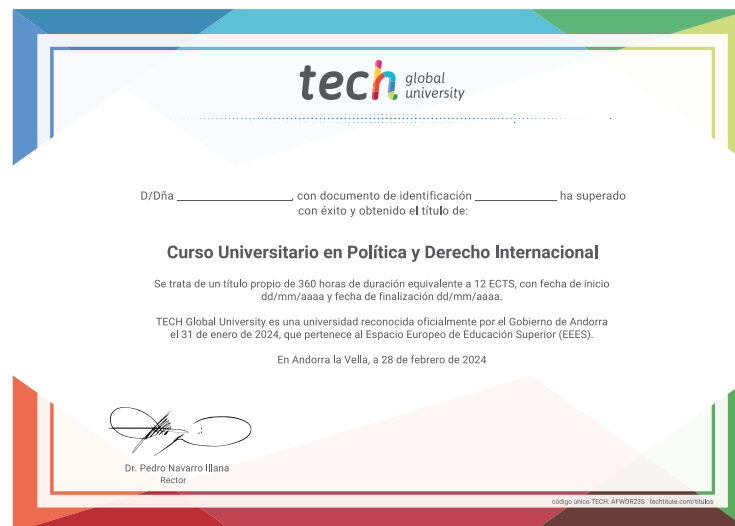 tech global university
D/Dña ______________, con documento de identificación __________ ha superado
con éxito y obtenido el título de:
Curso Universitario en Política y Derecho Internacional
Se trata de un título propio de 360 horas de duración equivalente a 12 ECTS, con fecha de inicio
dd/mm/aaaa y fecha de finalización dd/mm/aaaa.
TECH Global University es una universidad reconocida oficialmente por el Gobierno de Andorra
el 31 de enero de 2024, que pertenece al Espacio Europeo de Educación Superior (EEES).
En Andorra la Vella, a 28 de febrero de 2024
Dr. Pedro Navarro Illana
Rector
código único TECH: AFWOR23S techtitute.com/titulos